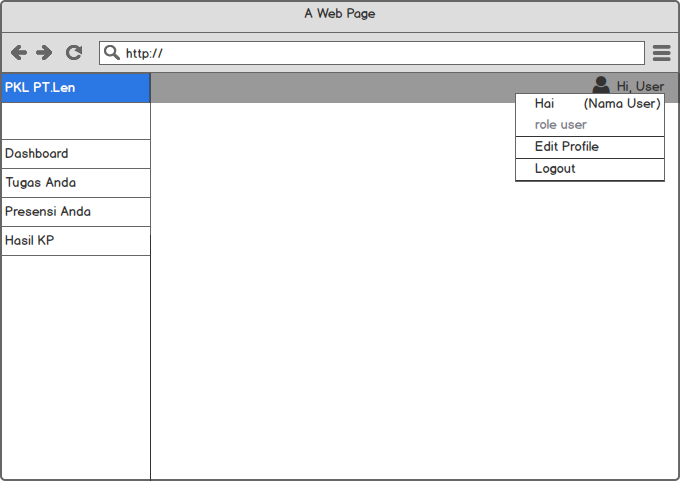 A Web Page
http://
PKL PT.Len
Hi, User
Hai (Nama User)
role user
Edit Profile
Logout
Dashboard
Tugas Anda
Presensi Anda
Hasil KP